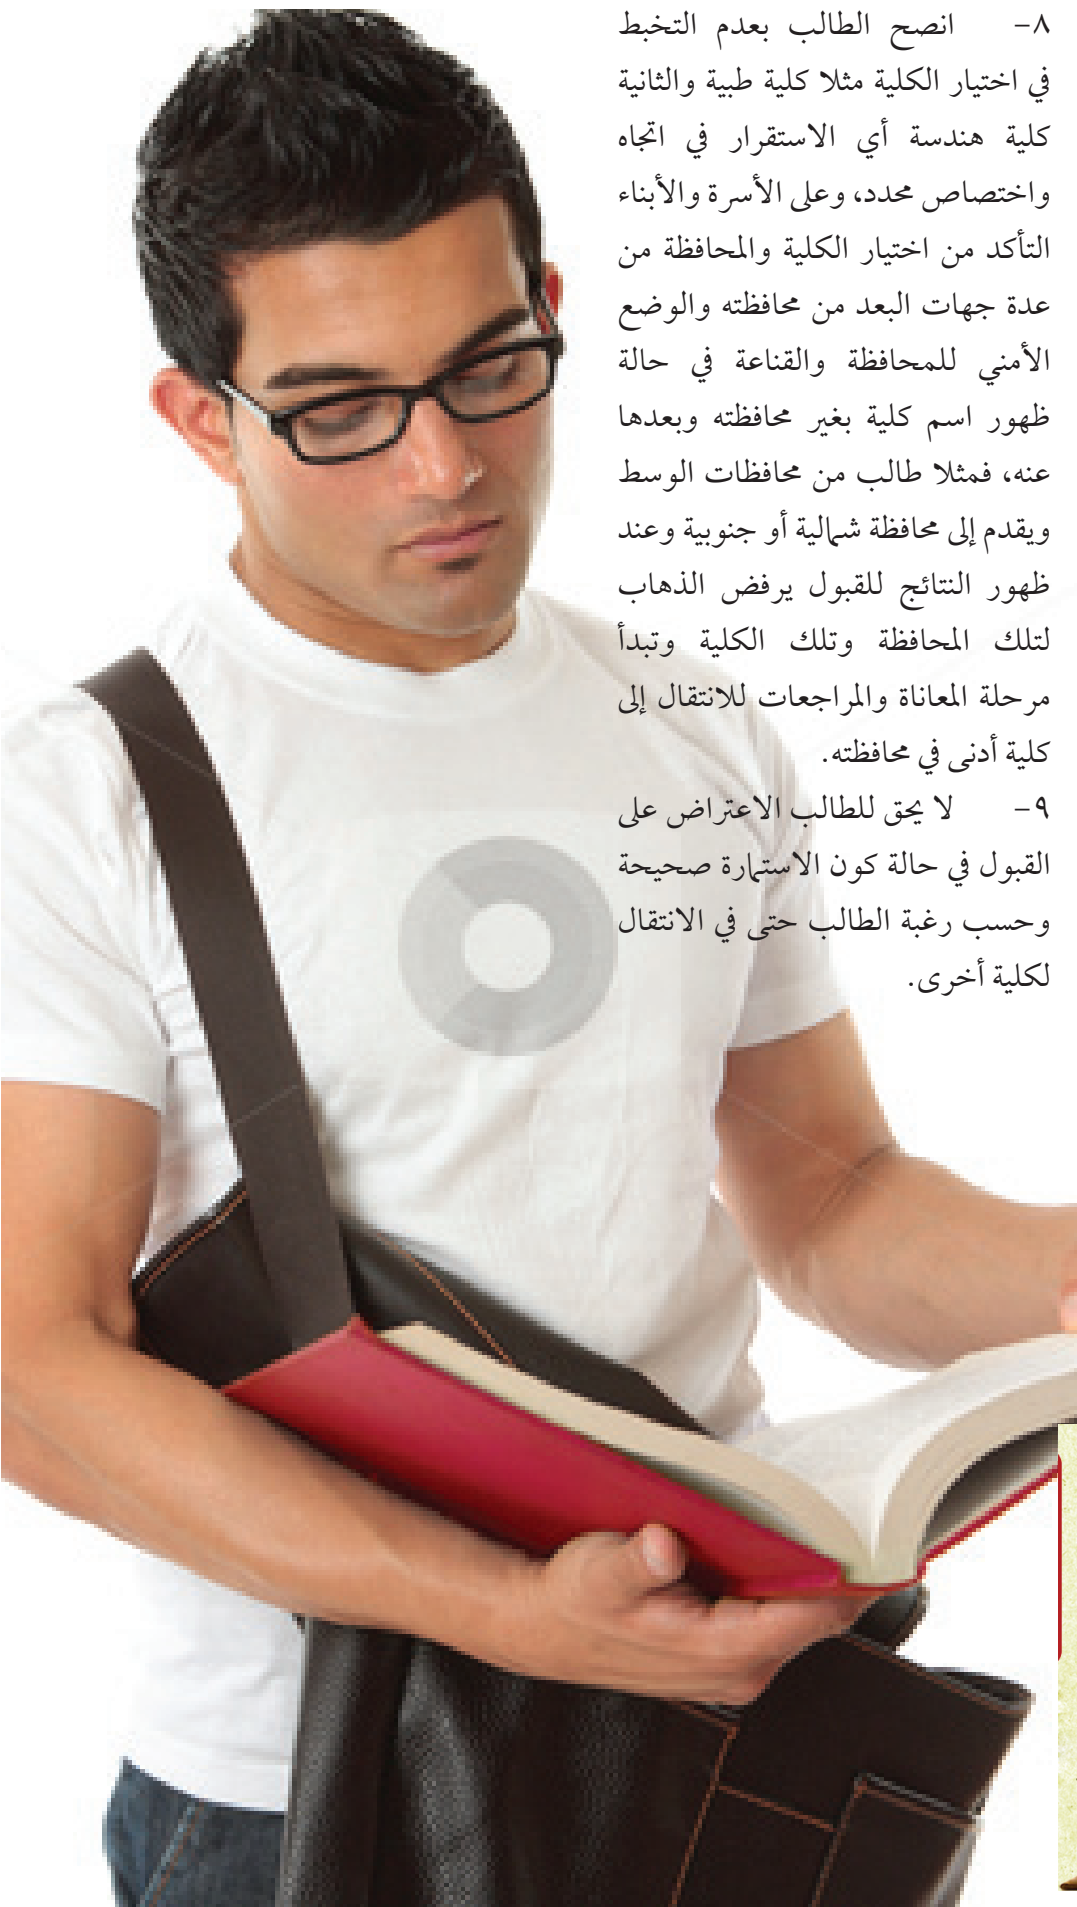 ٨- انصح الطالب بعدم التخبط
في اختيار الكلية مثلا كلية طبية والثانية
كلية هندسة أي الاستقرار في اتجاه
واختصاص محدد، وعلى الأسرة والأبناء
التأكد من اختيار الكلية والمحافظة من
عدة جهات البعد من محافظته والوضع
الأمني للمحافظة والقناعة في حالة
ظهور اسم كلية بغير محافظته وبعدها
عنه، فمثلا طالب من محافظات الوسط
ويقدم إلى محافظة شمالية أو جنوبية وعند
ظهور النتائج للقبول يرفض الذهاب
لتلك المحافظة وتلك الكلية وتبدأ
مرحلة المعاناة والمراجعات للانتقال إلى
كلية أدنى في محافظته.
٩- لا يحق للطالب الاعتراض على
القبول في حالة كون الاستمارة صحيحة
وحسب رغبة الطالب حتى في الانتقال
لكلية أخرى.